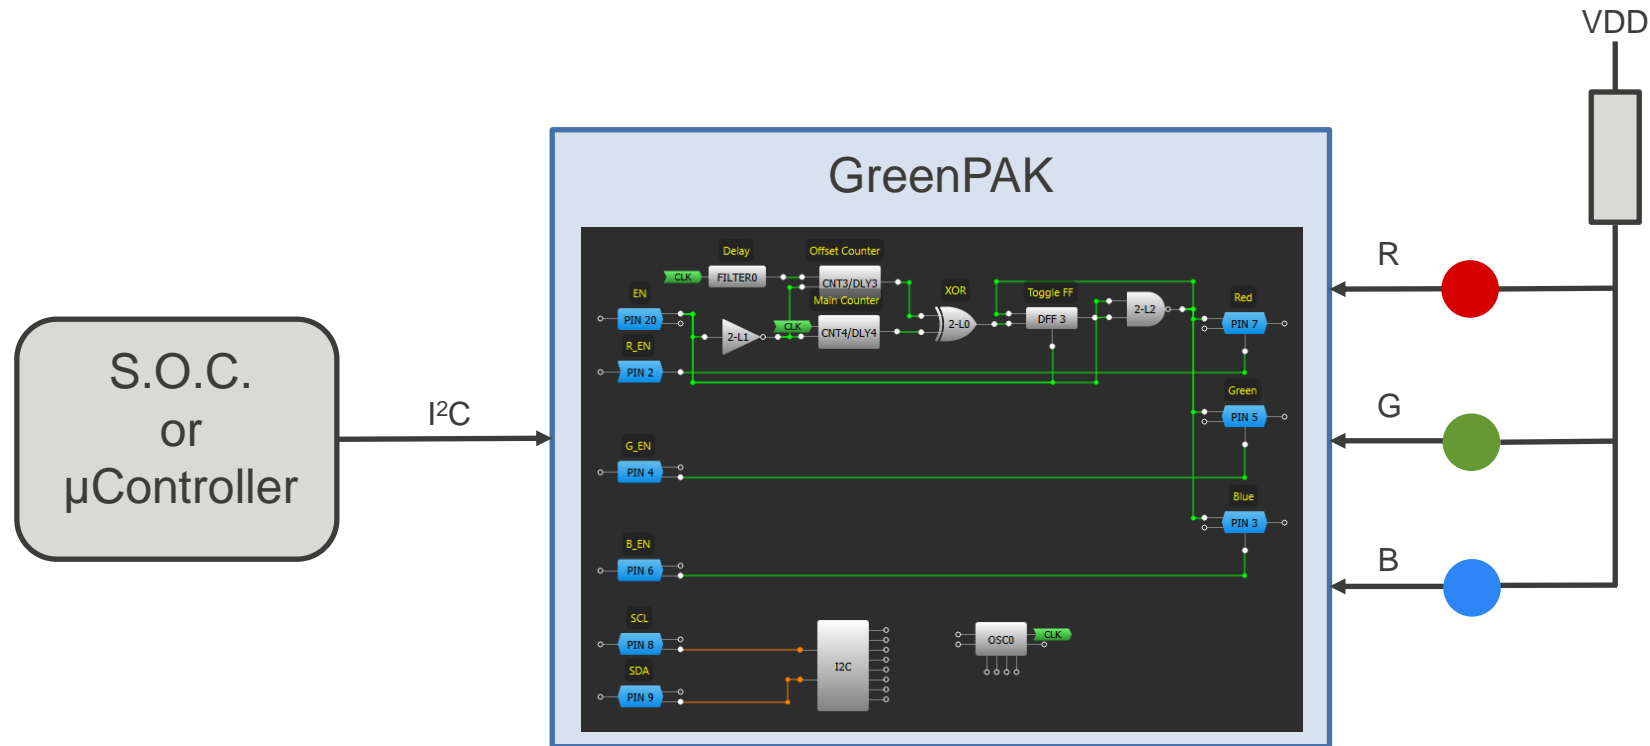 VDD
GreenPAK
S.O.C.
or
µController
I²C
R
G
B
Delay
Offset Counter
CLK
FILTER0
CNT3/DLY3
EN
Main Counter
XOR
Toggle FF
Red
PIN 20
CLK
2-L1
CNT4/DLY4
2-L0
DFF 3
2-L2
PIN 7
R_EN
PIN 2
Green
PIN 5
G_EN
PIN 4
Blue
PIN 3
B_EN
PIN 6
SCL
PIN 8
I2C
OSC0
CLK
SDA
PIN 9